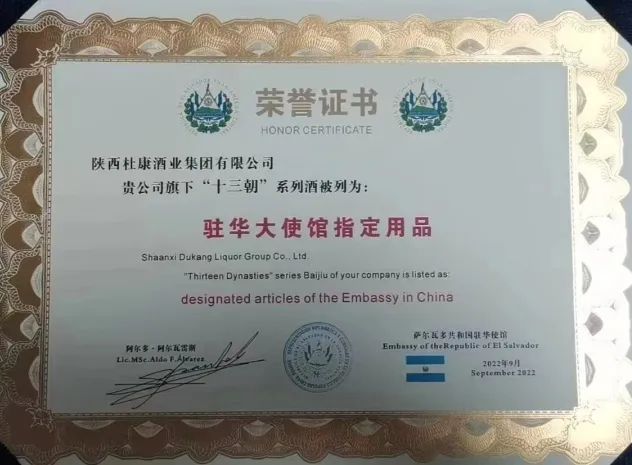 荣誉证书
HONOR CERTIFICATE
陕西杜康酒业集团有限公司
贵公司旗下“十三朝”系列酒被列为：
驻华大使馆指定用品
Shaanxi Dukang Liquor Group Co., Ltd.
"Thirteen Dynasties" series Baijiu of your company is listed as:
designated articles of the Embassy in China
阿尔多·阿尔瓦雷斯
Lic.MSc.Aldo F.Álvarez
萨尔瓦多共和国驻华使馆
Embassy of theRepublic of El Salvador
2022年9月
September 2022